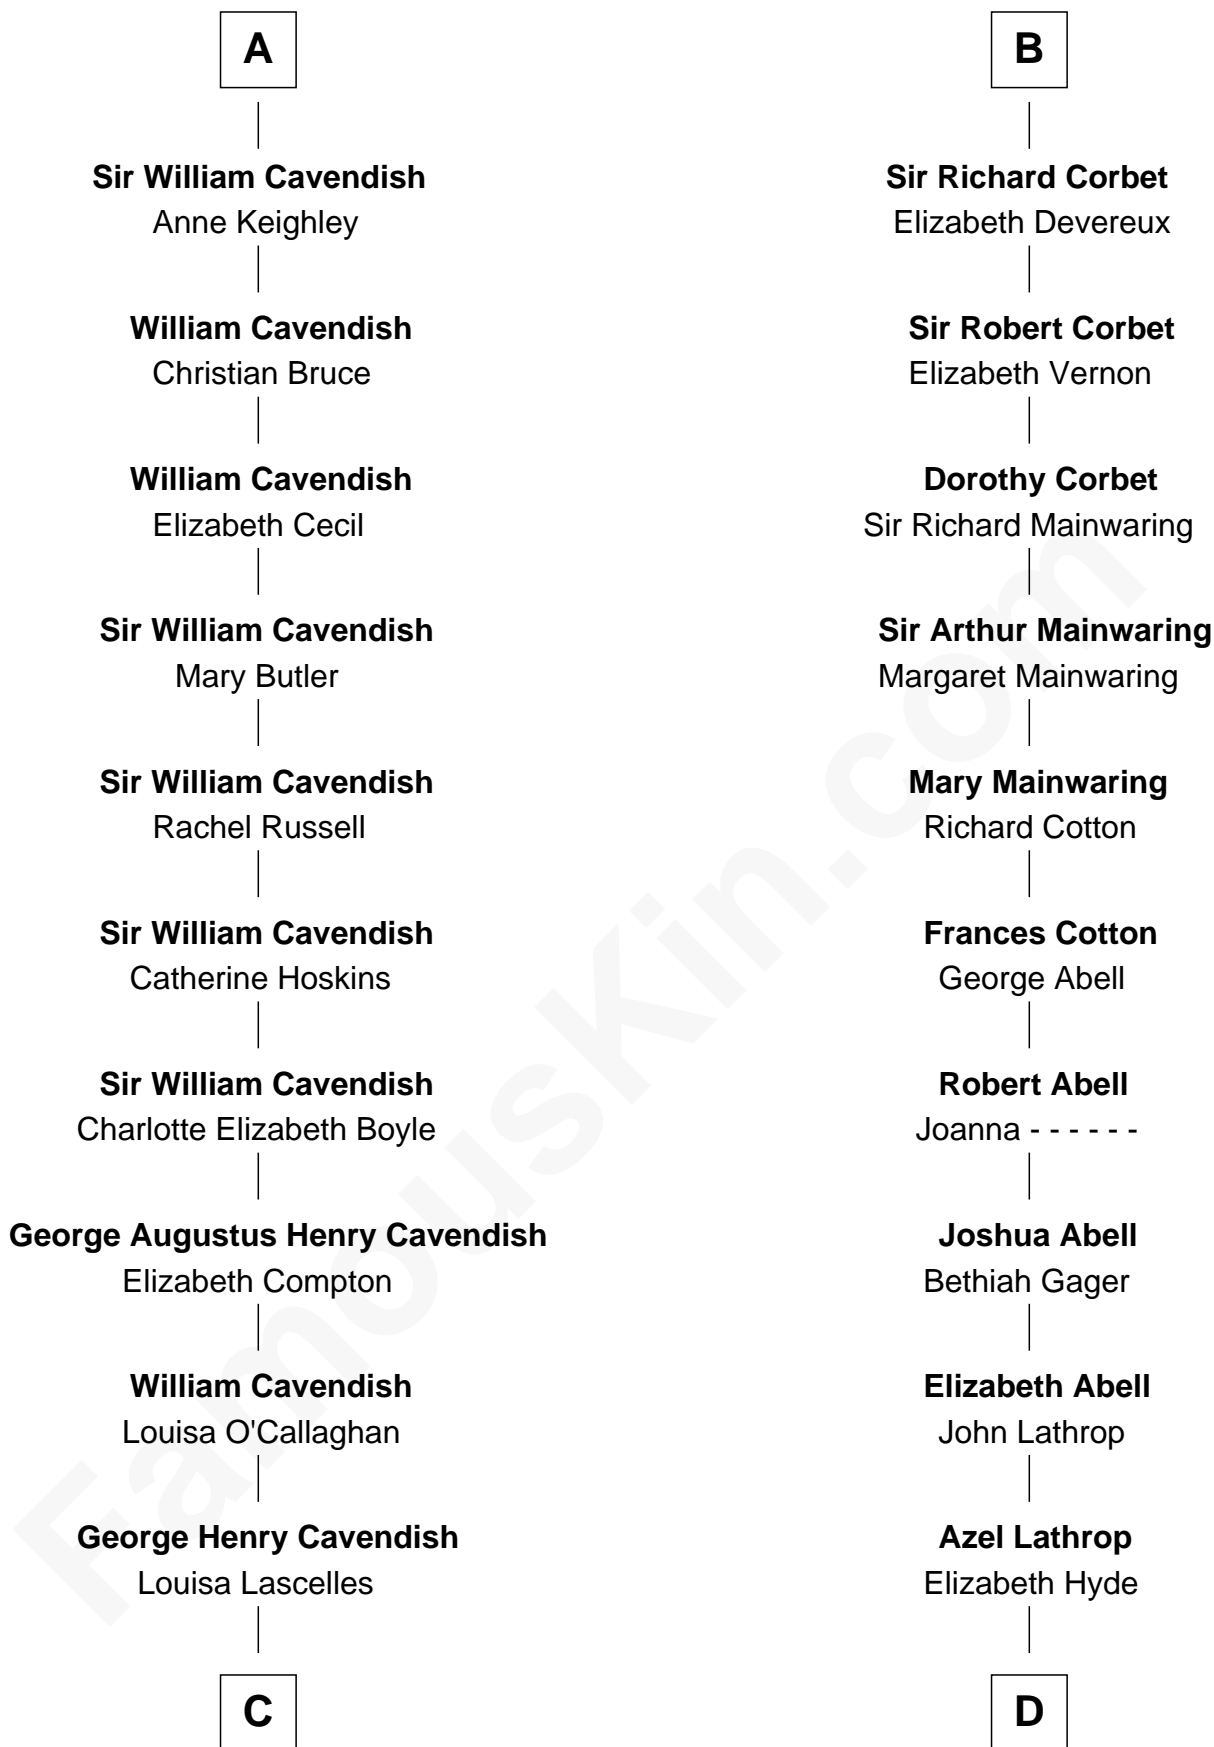 A
Sir William Cavendish
Anne Keighley
William Cavendish
Christian Bruce
William Cavendish
Elizabeth Cecil
Sir William Cavendish
Mary Butler
Sir William Cavendish
Rachel Russell
Sir William Cavendish
Catherine Hoskins
Sir William Cavendish
Charlotte Elizabeth Boyle
George Augustus Henry Cavendish
Elizabeth Compton
William Cavendish
Louisa O'Callaghan
George Henry Cavendish
Louisa Lascelles
C
B
Sir Richard Corbet
Elizabeth Devereux
Sir Robert Corbet
Elizabeth Vernon
Dorothy Corbet
Sir Richard Mainwaring
Sir Arthur Mainwaring
Margaret Mainwaring
Mary Mainwaring
Richard Cotton
Frances Cotton
George Abell
Robert Abell
Joanna - - - - - -
Joshua Abell
Bethiah Gager
Elizabeth Abell
John Lathrop
Azel Lathrop
Elizabeth Hyde
D
FamousKin.com